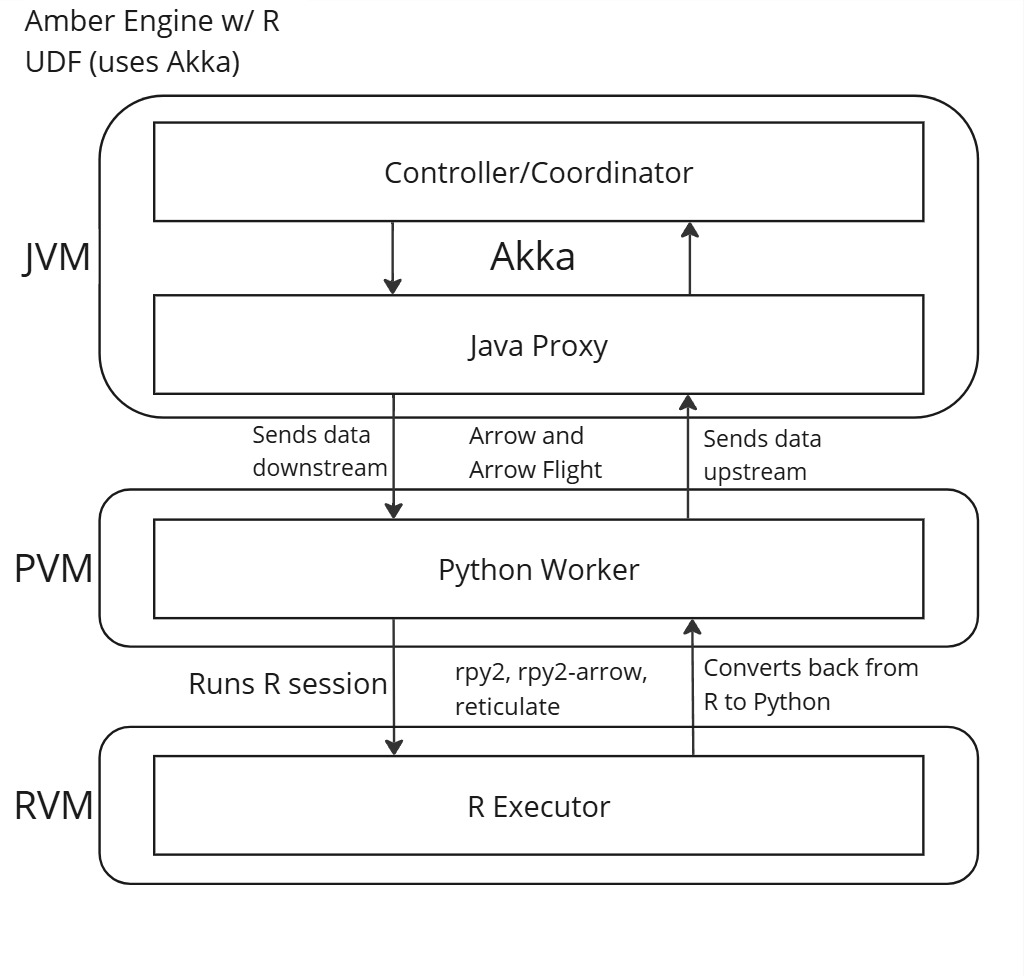 Amber Engine w/ R
UDF (uses Akka)
Controller/Coordinator
JVM
Akka
Java Proxy
Sends data
downstream
Arrow and
Arrow Flight
Sends data
upstream
PVM
Python Worker
Runs R session
rpy2, rpy2-arrow,
reticulate
Converts back from
R to Python
RVM
R Executor